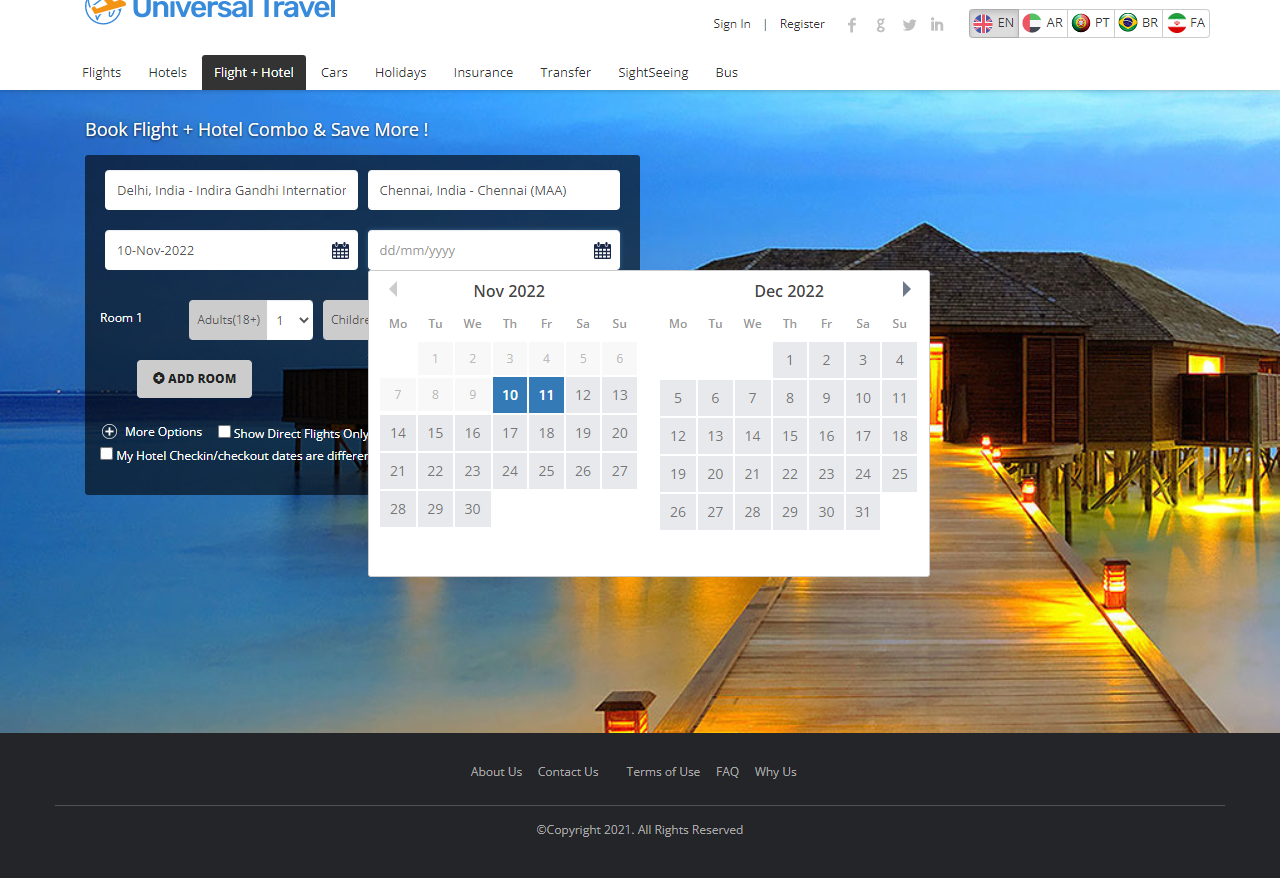 Universal Travel
Sign In | Register
EN AR PT BR FA
Flights Hotels Flight + Hotel Cars Holidays Insurance Transfer SightSeeing Bus
Book Flight + Hotel Combo & Save More !
Delhi, India - Indira Gandhi Internation Chennai, India - Chennai (MAA)
10-Nov-2022 dd/mm/yyyy
Room 1 Adults(18+) 1 Childre
ADD ROOM
More Options Show Direct Flights Only
My Hotel Checkin/checkout dates are differen
Nov 2022
Mo Tu We Th Fr Sa Su
1 2 3 4 5 6
7 8 9 10 11 12 13
14 15 16 17 18 19 20
21 22 23 24 25 26 27
28 29 30
Dec 2022
Mo Tu We Th Fr Sa Su
1 2 3 4
5 6 7 8 9 10 11
12 13 14 15 16 17 18
19 20 21 22 23 24 25
26 27 28 29 30 31
About Us Contact Us Terms of Use FAQ Why Us
©Copyright 2021. All Rights Reserved